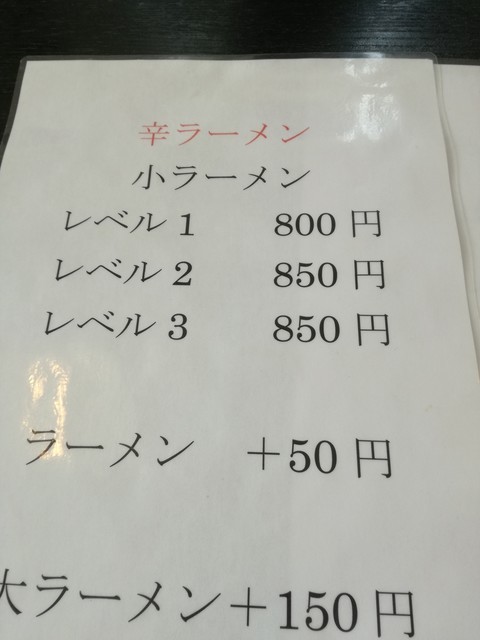 辛ラーメン
小ラーメン
レベル 1 800 円
レベル 2 850 円
レベル 3 850 円
ラーメン ＋50 円
大ラーメン＋150 円